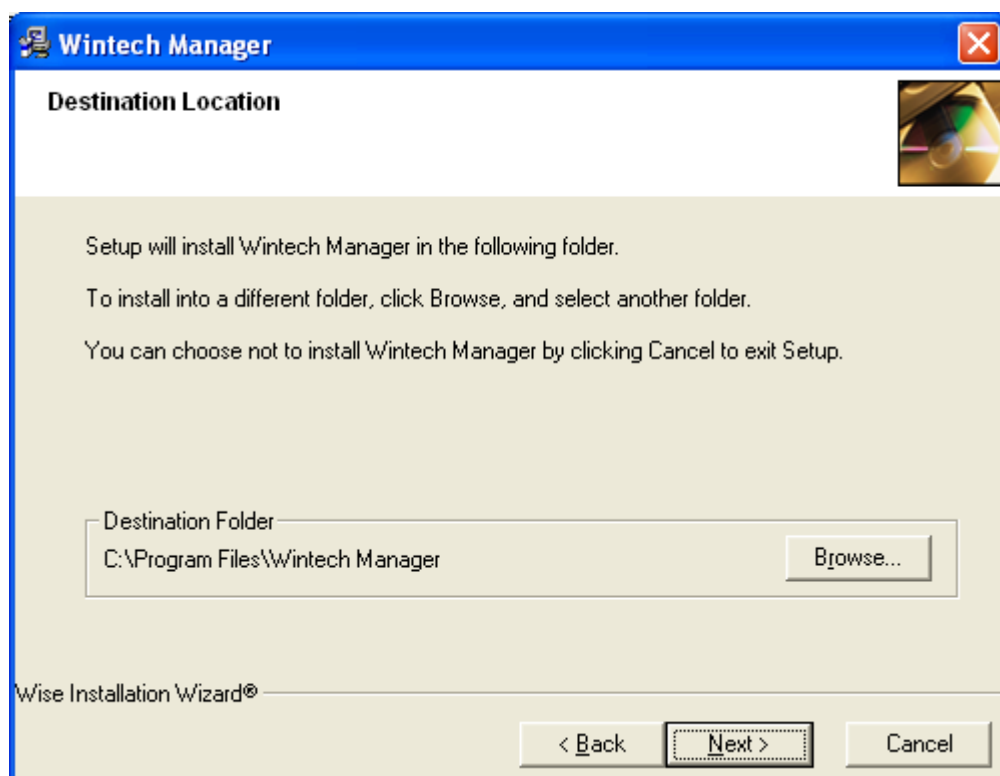 Wintech Manager
Destination Location
Setup will install Wintech Manager in the following folder.
To install into a different folder, click Browse, and select another folder.
You can choose not to install Wintech Manager by clicking Cancel to exit Setup.
Destination Folder
C:\Program Files\Wintech Manager
Browse...
Wise Installation Wizard®
< Back
Next >
Cancel